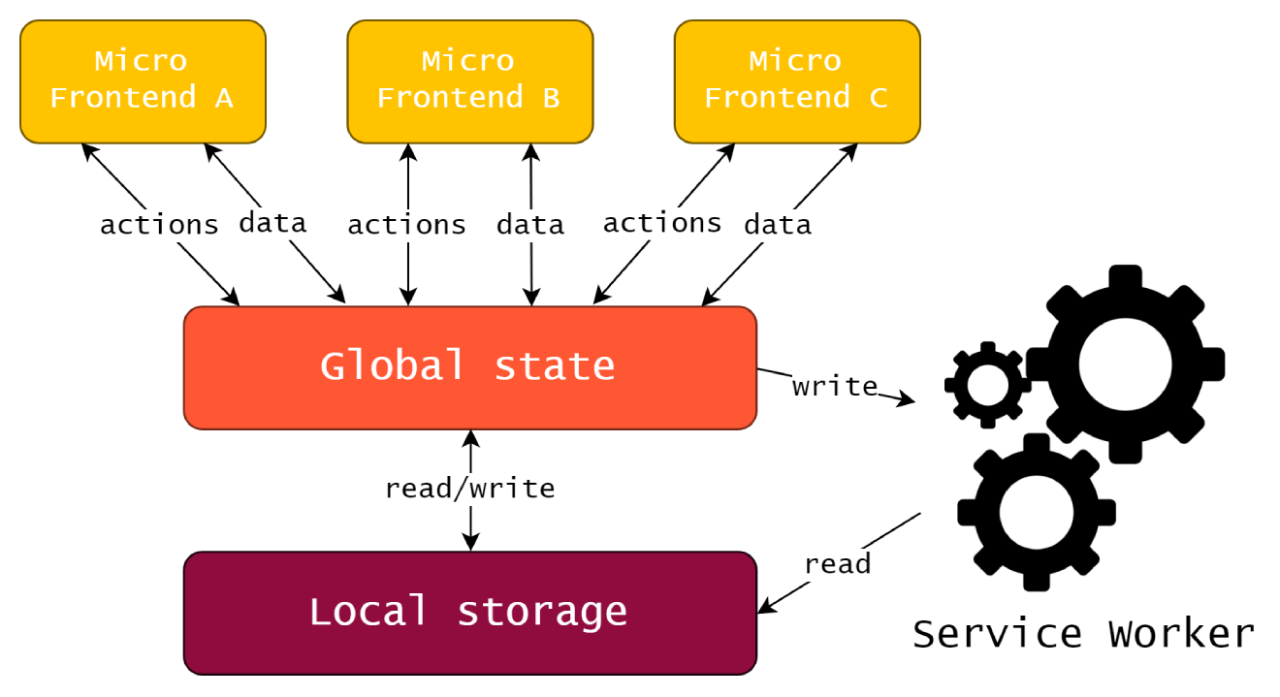 Micro
Frontend A
Micro
Frontend B
Micro
Frontend C
actions
data
actions
data
actions
data
Global state
write
read/write
read
Local storage
Service Worker